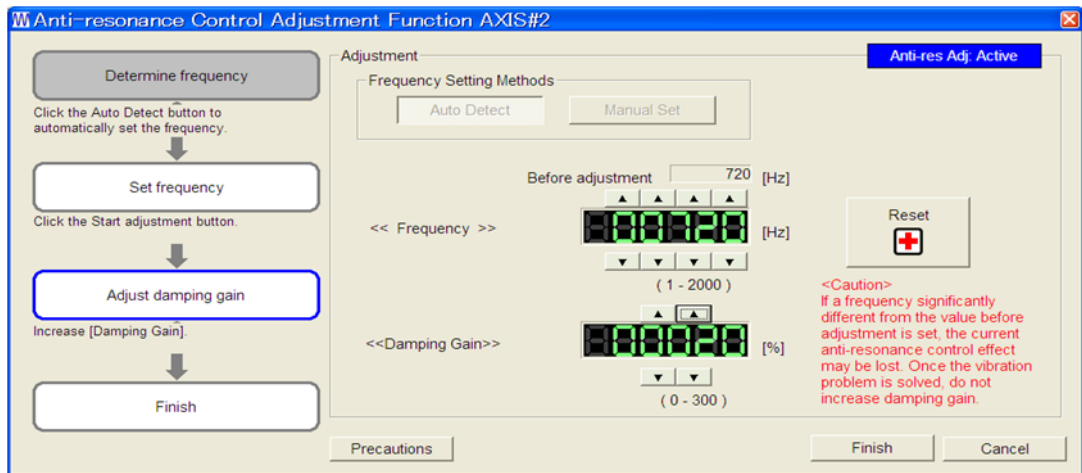 Anti-resonance Control Adjustment Function AXIS#2
Determine frequency
Click the Auto Detect button to
automatically set the frequency.
Set frequency
Click the Start adjustment button.
Adjust damping gain
Increase [Damping Gain].
Finish
Adjustment
Anti-res Adj: Active
Frequency Setting Methods
Auto Detect
Manual Set
Before adjustment 720 [Hz]
<< Frequency >> 00720 [Hz]
( 1 - 2000 )
<<Damping Gain>> 00020 [%]
( 0 - 300 )
Reset
<Caution>
If a frequency significantly
different from the value before
adjustment is set, the current
anti-resonance control effect
may be lost. Once the vibration
problem is solved, do not
increase damping gain.
Precautions
Finish
Cancel